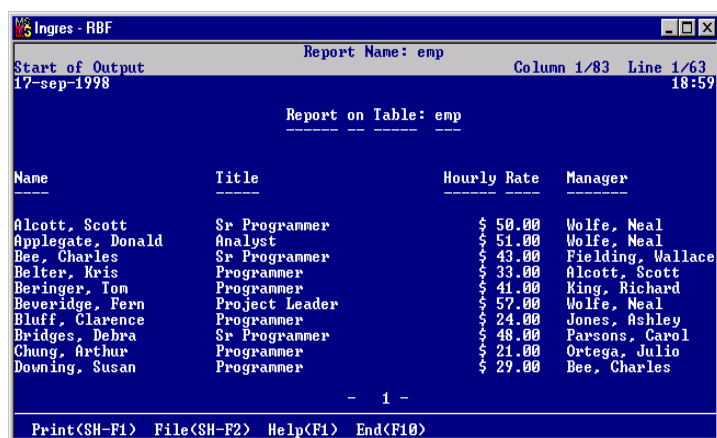 Ingres - RBF
Report Name: emp
Start of Output Column 1/83 Line 1/63
17-sep-1998 18:59
Report on Table: emp
Name Title Hourly Rate Manager
Alcott, Scott Sr Programmer $ 50.00 Wolfe, Neal
Applegate, Donald Analyst $ 51.00 Wolfe, Neal
Bee, Charles Sr Programmer $ 43.00 Fielding, Wallace
Belter, Kris Programmer $ 33.00 Alcott, Scott
Beringer, Tom Programmer $ 41.00 King, Richard
Beveridge, Fern Project Leader $ 57.00 Wolfe, Neal
Bluff, Clarence Programmer $ 24.00 Jones, Ashley
Bridges, Debra Sr Programmer $ 48.00 Parsons, Carol
Chung, Arthur Programmer $ 21.00 Ortega, Julio
Downing, Susan Programmer $ 29.00 Bee, Charles
- 1 -
Print(SH-F1) File(SH-F2) Help(F1) End(F10)